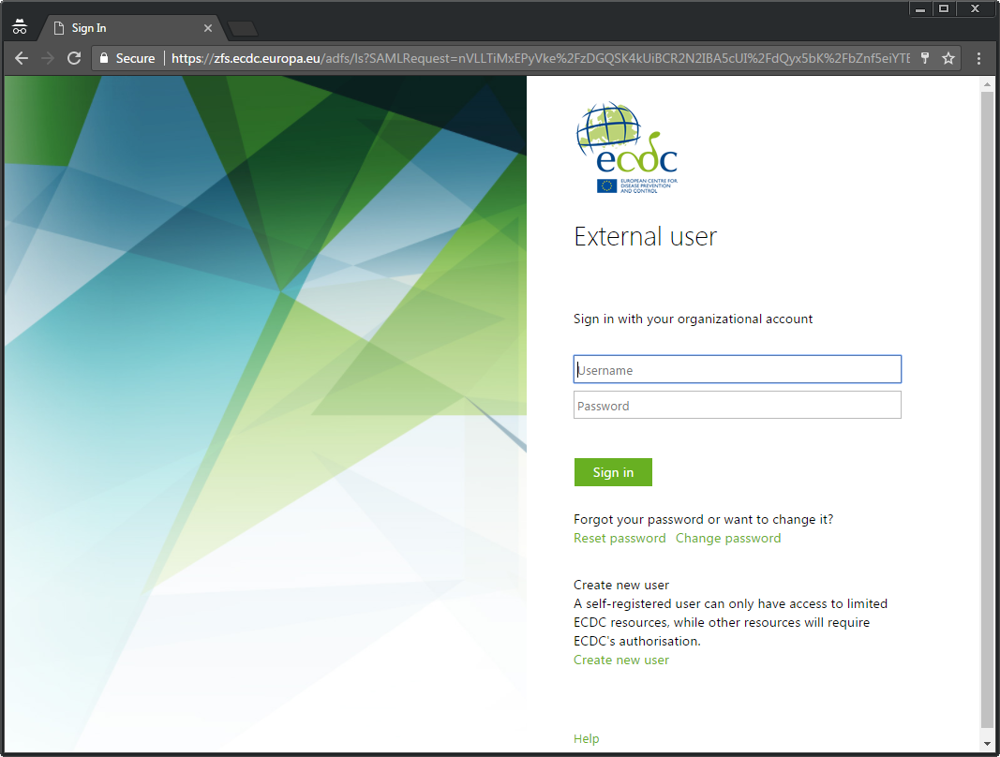 Sign In
Secure
https://zfs.ecdc.europa.eu/adfs/ls?SAMLRequest=nVLLTiMxEPyVke%2FzDGQSK4kUiBCR2N2IBA5cUI%2FdQyx5bK%2FbZnf5eiYTE
ecdc
EUROPEAN CENTRE FOR
DISEASE PREVENTION
AND CONTROL
External user
Sign in with your organizational account
Username
Password
Sign in
Forgot your password or want to change it?
Reset password Change password
Create new user
A self-registered user can only have access to limited
ECDC resources, while other resources will require
ECDC's authorisation.
Create new user
Help